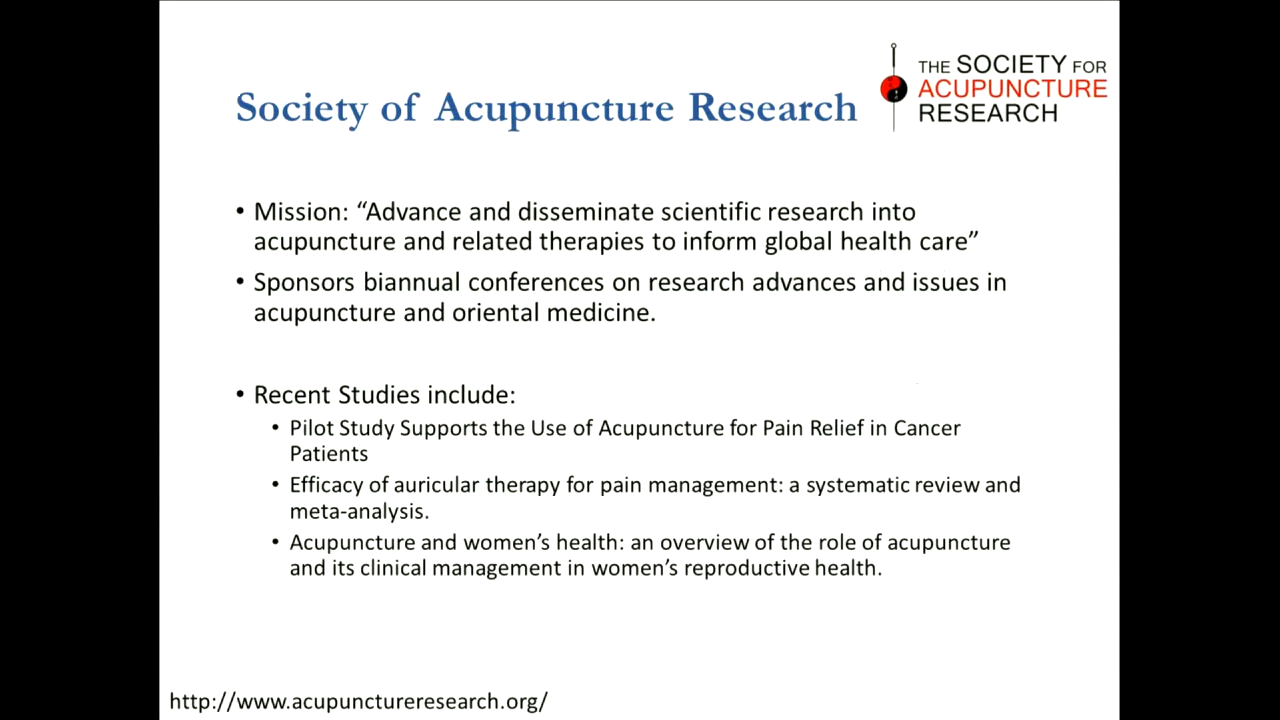 Society of Acupuncture Research
THE SOCIETY FOR
ACUPUNCTURE
RESEARCH
• Mission: “Advance and disseminate scientific research into
acupuncture and related therapies to inform global health care”
• Sponsors biannual conferences on research advances and issues in
acupuncture and oriental medicine.
• Recent Studies include:
• Pilot Study Supports the Use of Acupuncture for Pain Relief in Cancer
Patients
• Efficacy of auricular therapy for pain management: a systematic review and
meta-analysis.
• Acupuncture and women’s health: an overview of the role of acupuncture
and its clinical management in women’s reproductive health.
http://www.acupunctureresearch.org/